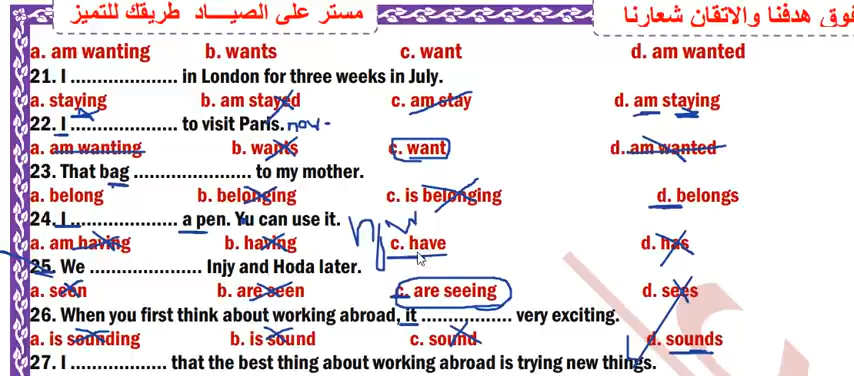 مستر على الصيـــاد طريقك للتميز
فوق هدفنا والاتقان شعارنا
a. am wanting b. wants c. want d. am wanted
21. I ........................ in London for three weeks in July.
a. staying b. am stayed c. am stay d. am staying
22. I ........................ to visit Paris. now.
a. am wanting b. wants c. want d. am wanted
23. That bag ........................ to my mother.
a. belong b. belonging c. is belonging d. belongs
24. I ........................ a pen. Yu can use it.
a. am having b. having c. have d. has
25. We ........................ Injy and Hoda later.
a. seen b. are seen c. are seeing d. sees
26. When you first think about working abroad, it .................... very exciting.
a. is sounding b. is sound c. sound d. sounds
27. I ...................... that the best thing about working abroad is trying new things.